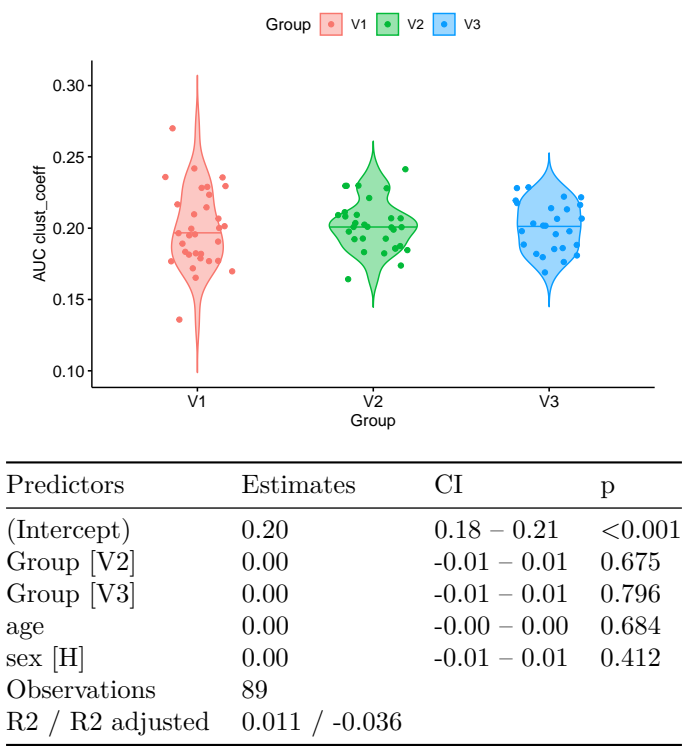 Group V1 V2 V3
0.30
0.25
0.20
0.15
0.10
AUC clust_coeff
V1 V2 V3
Group
Predictors Estimates CI p
(Intercept) 0.20 0.18 – 0.21 <0.001
Group [V2] 0.00 -0.01 – 0.01 0.675
Group [V3] 0.00 -0.01 – 0.01 0.796
age 0.00 -0.00 – 0.00 0.684
sex [H] 0.00 -0.01 – 0.01 0.412
Observations 89
R2 / R2 adjusted 0.011 / -0.036